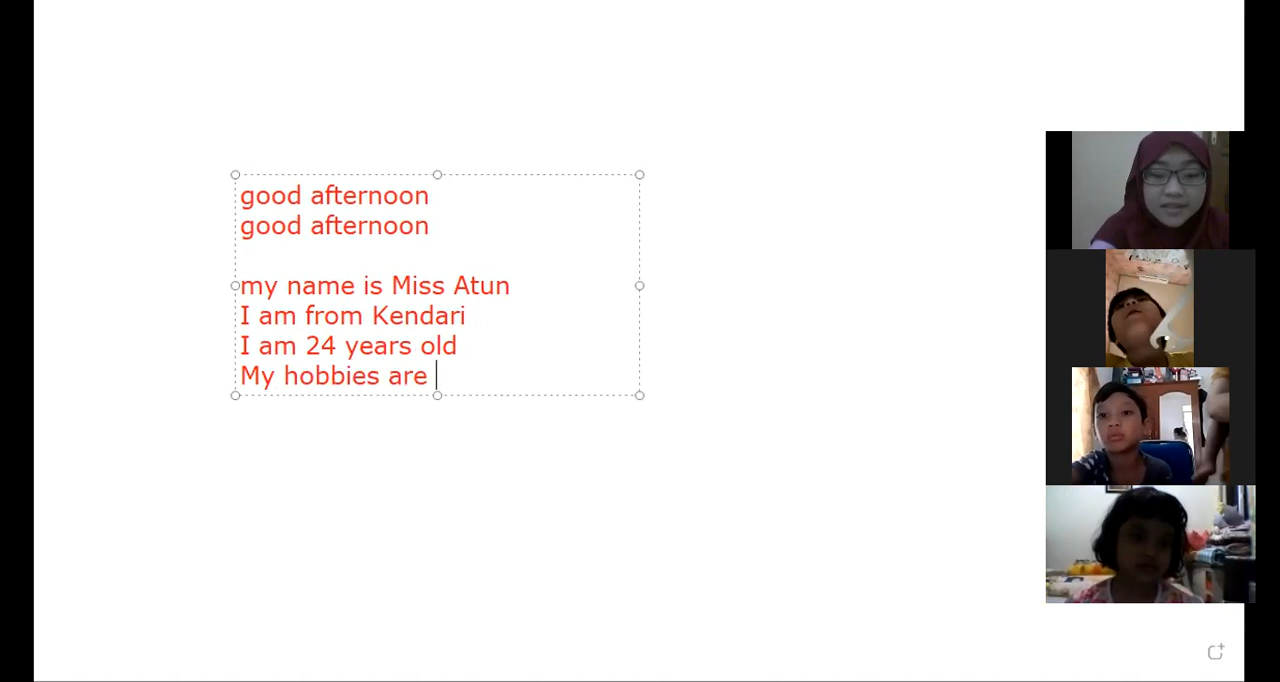 good afternoon
good afternoon
my name is Miss Atun
I am from Kendari
I am 24 years old
My hobbies are